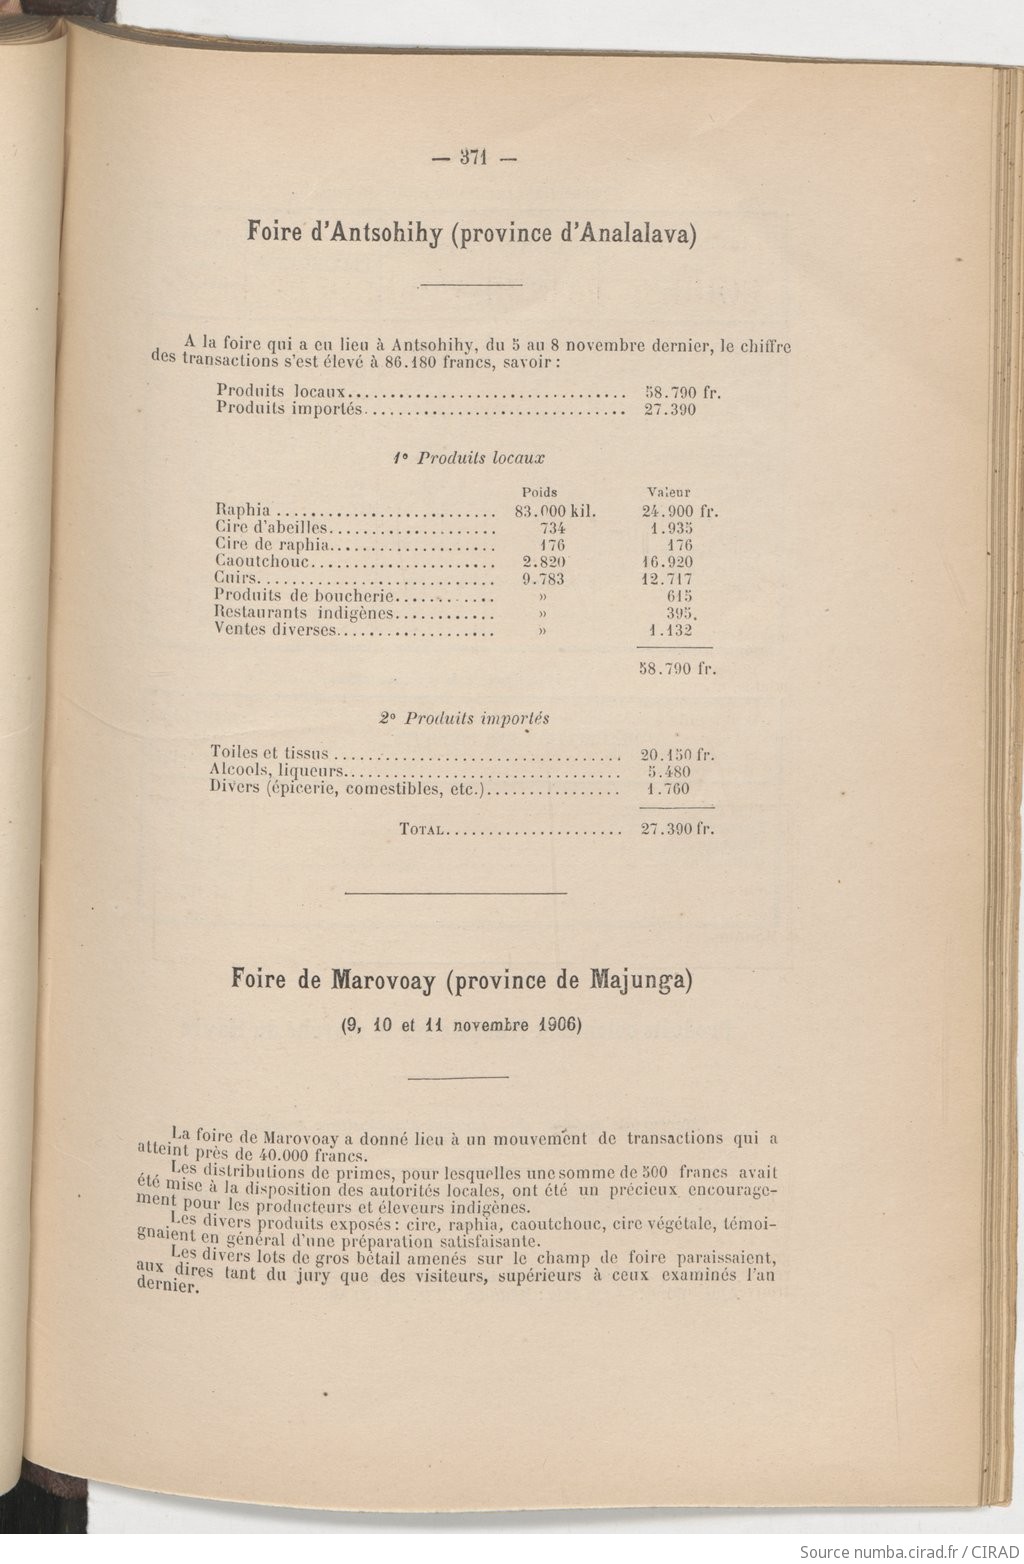 — 371 —
Foire d'Antsohihy (province d'Analalava)
A la foire qui a eu lieu à Antsohihy, du 5 au 8 novembre dernier, le chiffre
des transactions s'est élevé à 86.180 francs, savoir :
Produits locaux................................. 58.790 fr.
Produits importés............................... 27.390
1° Produits locaux
Poids Valeur
Raphia .......................... 83.000 kil. 24.900 fr.
Cire d'abeilles.................... 734 1.935
Cire de raphia.................... 176 176
Caoutchouc...................... 2.820 16.920
Cuirs............................ 9.783 12.717
Produits de boucherie............ » 615
Restaurants indigènes............ » 395.
Ventes diverses................... » 1.132
58.790 fr.
2° Produits importés
Toiles et tissus .................................. 20.150 fr.
Alcools, liqueurs................................. 5.480
Divers (épicerie, comestibles, etc.)................ 1.760
TOTAL..................... 27.390 fr.
Foire de Marovoay (province de Majunga)
(9, 10 et 11 novembre 1906)
La foire de Marovoay a donné lieu à un mouvement de transactions qui a
atteint près de 40.000 francs.
Les distributions de primes, pour lesquelles une somme de 500 francs avait
été mise à la disposition des autorités locales, ont été un précieux encourage-
ment pour les producteurs et éleveurs indigènes.
Les divers produits exposés : cire, raphia, caoutchouc, cire végétale, témoi-
gnaient en général d'une préparation satisfaisante.
Les divers lots de gros bétail amenés sur le champ de foire paraissaient,
aux dires tant du jury que des visiteurs, supérieurs à ceux examinés l'an
dernier.
Source numba.cirad.fr / CIRAD